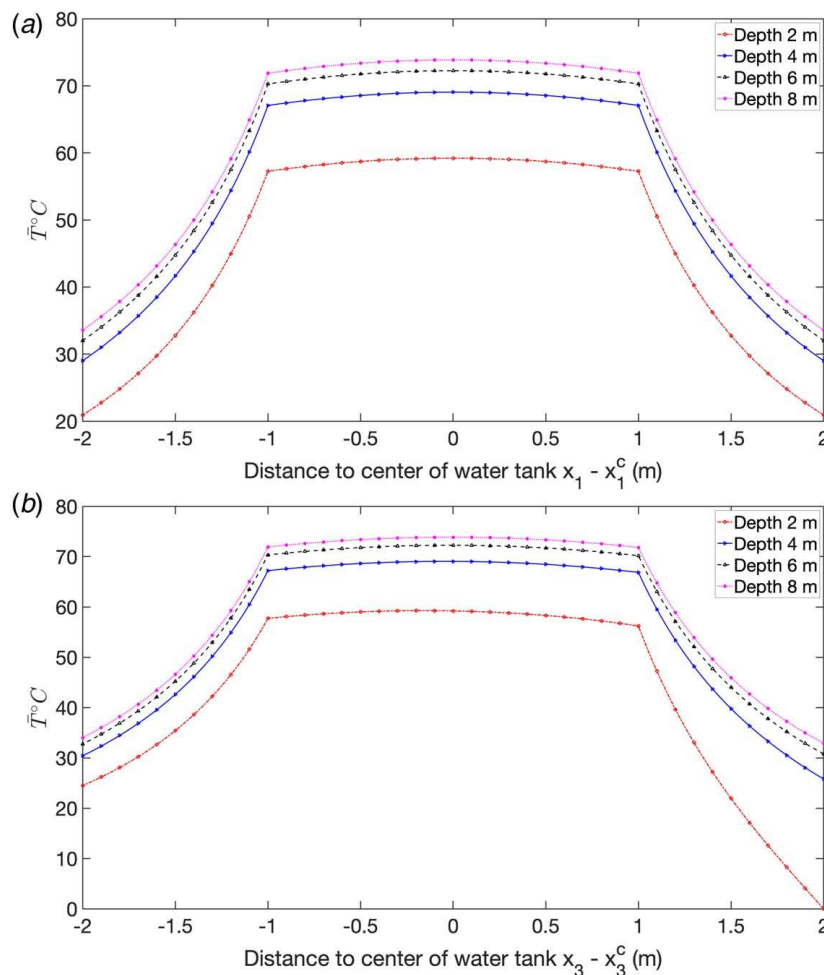 (a)
80
70
60
50
40
30
20
T̄°C
Depth 2 m
Depth 4 m
Depth 6 m
Depth 8 m
-2 -1.5 -1 -0.5 0 0.5 1 1.5 2
Distance to center of water tank x₁ - x₁ᶜ (m)
(b)
80
70
60
50
40
30
20
10
0
T̄°C
Depth 2 m
Depth 4 m
Depth 6 m
Depth 8 m
-2 -1.5 -1 -0.5 0 0.5 1 1.5 2
Distance to center of water tank x₃ - x₃ᶜ (m)